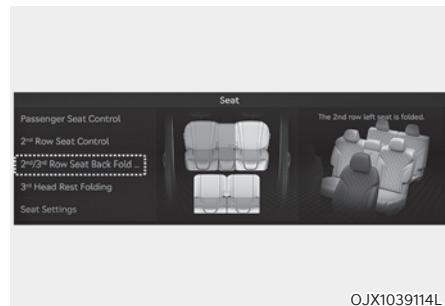 Seat
Passenger Seat Control
2nd Row Seat Control
2nd/3rd Row Seat Back Fold ...
3rd Head Rest Folding
Seat Settings
The 2nd row left seat is folded.
OJX1039114L